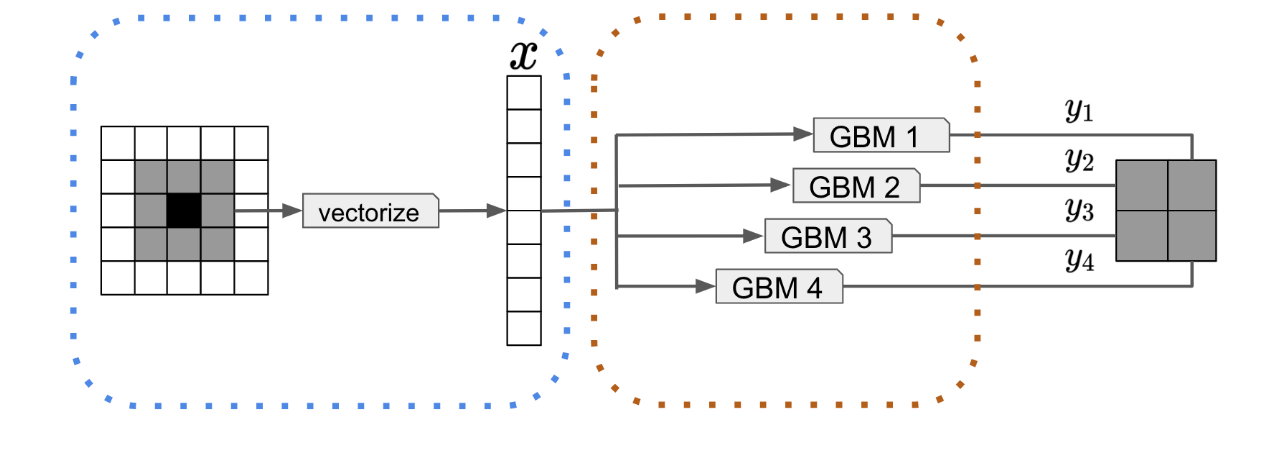 x
vectorize
GBM 1
GBM 2
GBM 3
GBM 4
y₁
y₂
y₃
y₄